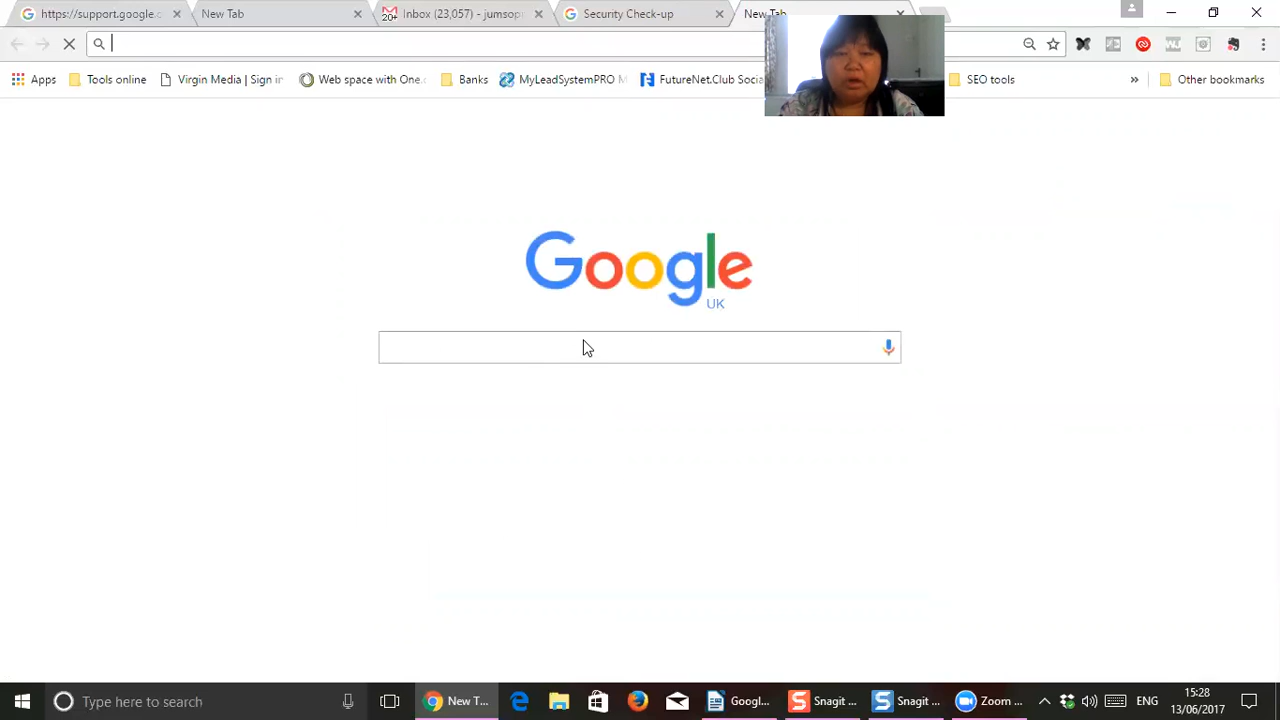 https://support.google.c
New Tab
20+
Inbox (23,057) - jumsop
Security Check-up
New Tab
Apps
Tools online
Virgin Media | Sign in
Web space with One.
Banks
MyLeadSystemPRO M
FutureNet.Club Soci
SEO tools
»
Other bookmarks
Google
UK
Type here to search
New T...
Googl...
S
Snagit ...
S
Snagit ...
Zoom ...
ENG
15:28
13/06/2017